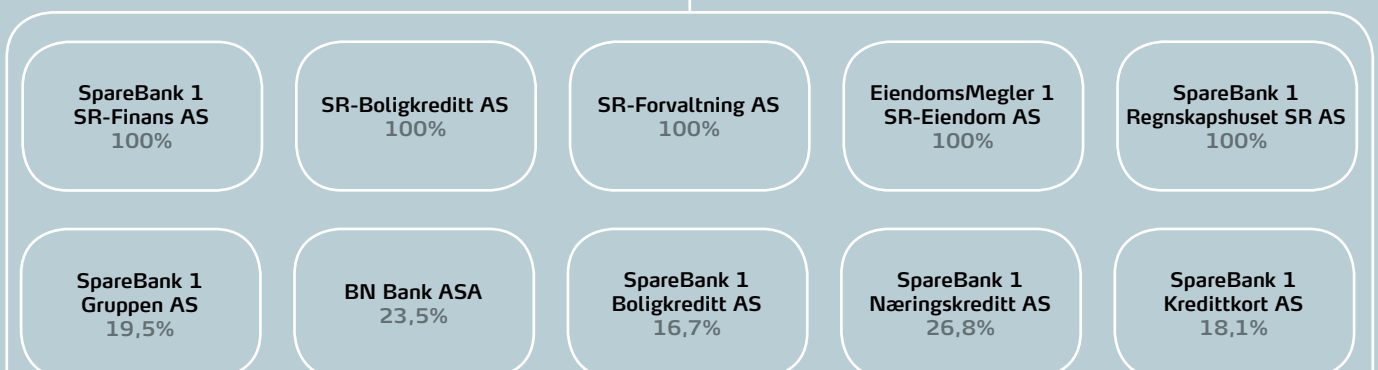 SpareBank 1
SR-Finans AS
100%
SR-Boligkreditt AS
100%
SR-Forvaltning AS
100%
EiendomsMegler 1
SR-Eiendom AS
100%
SpareBank 1
Regnskapshuset SR AS
100%
SpareBank 1
Gruppen AS
19,5%
BN Bank ASA
23,5%
SpareBank 1
Boligkreditt AS
16,7%
SpareBank 1
Næringskreditt AS
26,8%
SpareBank 1
Kredittkort AS
18,1%